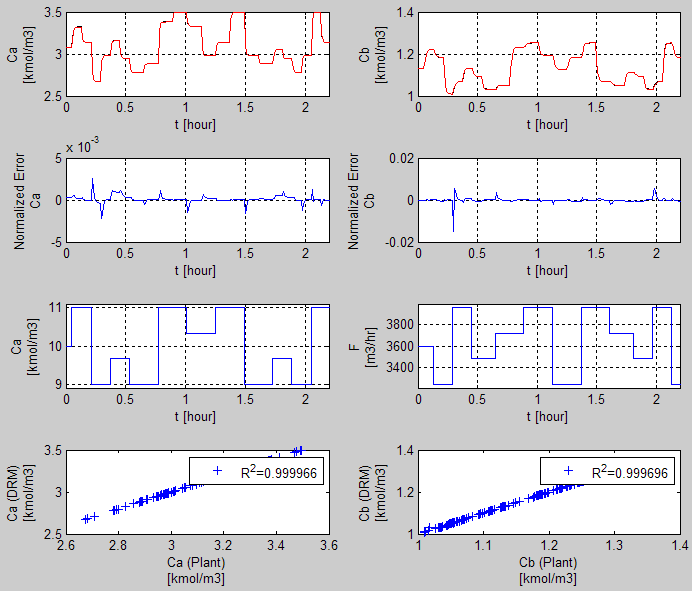 3.5
3
2.5
Ca
[kmol/m3]
0 0.5 1 1.5 2
t [hour]
1.4
1.2
1
Cb
[kmol/m3]
0 0.5 1 1.5 2
t [hour]
x 10⁻³
5
0
-5
Normalized Error
Ca
0 0.5 1 1.5 2
t [hour]
0.02
0
-0.02
Normalized Error
Cb
0 0.5 1 1.5 2
t [hour]
11
10
9
Ca
[kmol/m3]
0 0.5 1 1.5 2
t [hour]
3800
3600
3400
F
[m3/hr]
0 0.5 1 1.5 2
t [hour]
3.5
3
2.5
Ca (DRM)
[kmol/m3]
R²=0.999966
2.6 2.8 3 3.2 3.4 3.6
Ca (Plant)
[kmol/m3]
1.4
1.2
1
Cb (DRM)
[kmol/m3]
R²=0.999696
1 1.1 1.2 1.3 1.4
Cb (Plant)
[kmol/m3]